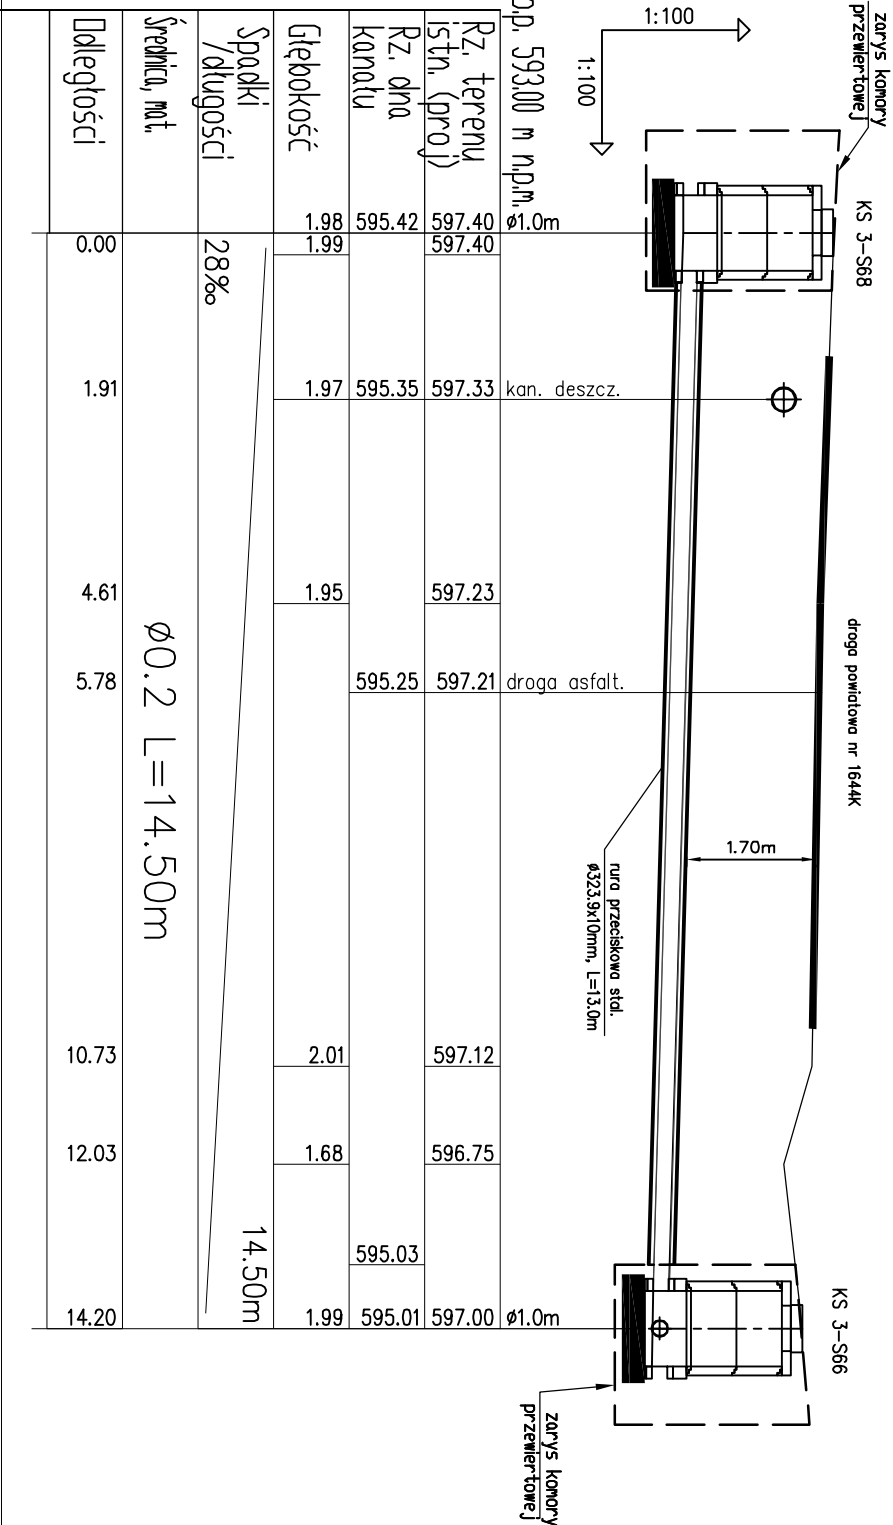 zarys komory
przewiertowej
KS 3-S68
droga powiatowa nr 1644K
KS 3-S66
zarys komory
przewiertowej
1:100
1:100
1.70m
rura przeciskowa stal.
ø323.9x10mm, L=13.0m
p.p. 593.00 m n.p.m.
ø1.0m
kan. deszcz.
droga asfalt.
ø1.0m
Rz. terenu
istn. (proj)
597.40
597.40
597.33
597.23
597.21
597.12
596.75
597.00
Rz. dna
kanału
595.42
595.35
595.25
595.03
595.01
Głębokość
1.98
1.99
1.97
1.95
2.01
1.68
1.99
Spadki
/długości
28‰
14.50m
Średnica, mat.
ø0.2 L=14.50m
Odległości
0.00
1.91
4.61
5.78
10.73
12.03
14.20